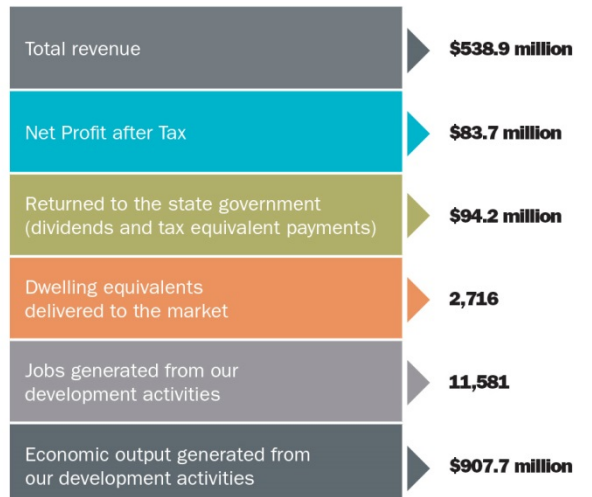 Total revenue
$538.9 million
Net Profit after Tax
$83.7 million
Returned to the state government
(dividends and tax equivalent payments)
$94.2 million
Dwelling equivalents
delivered to the market
2,716
Jobs generated from our
development activities
11,581
Economic output generated from
our development activities
$907.7 million